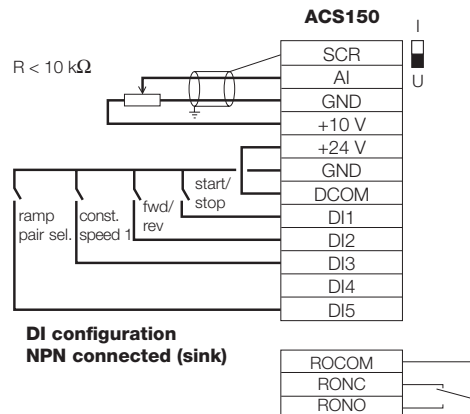 ACS150
I
U
R < 10 kΩ
SCR
AI
GND
+10 V
+24 V
GND
DCOM
DI1
DI2
DI3
DI4
DI5
ramp
pair sel.
const.
speed 1
fwd/
rev
start/
stop
DI configuration
NPN connected (sink)
ROCOM
RONC
RONO